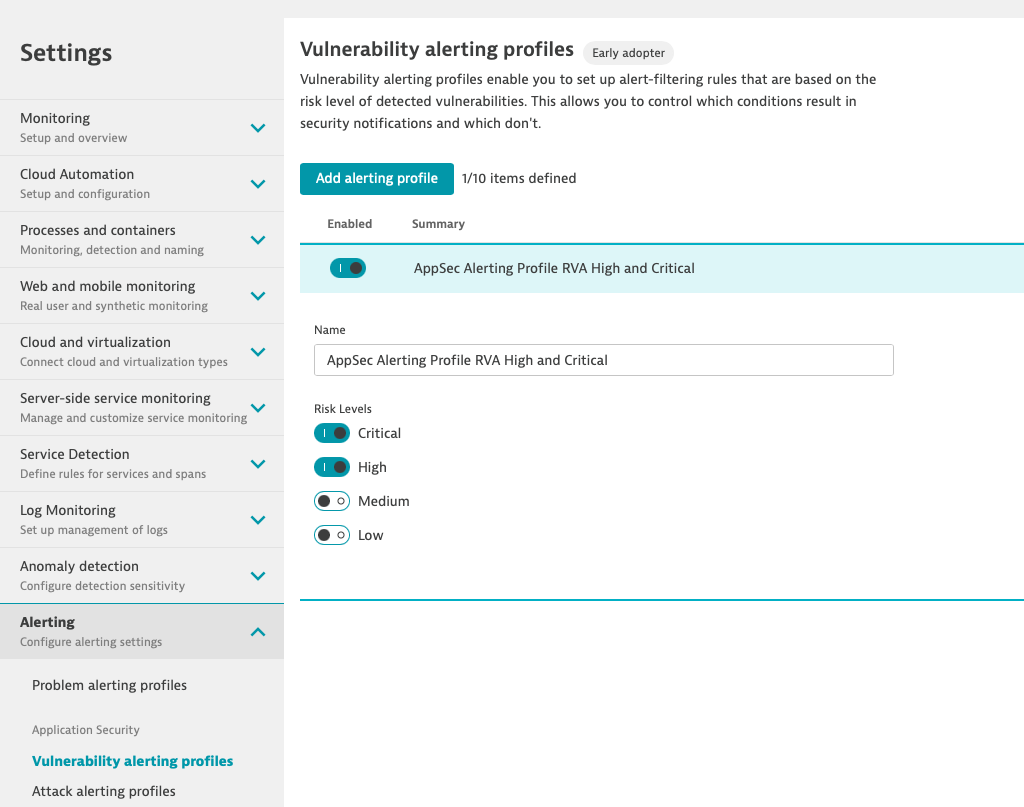 Settings
Monitoring
Setup and overview
Cloud Automation
Setup and configuration
Processes and containers
Monitoring, detection and naming
Web and mobile monitoring
Real user and synthetic monitoring
Cloud and virtualization
Connect cloud and virtualization types
Server-side service monitoring
Manage and customize service monitoring
Service Detection
Define rules for services and spans
Log Monitoring
Set up management of logs
Anomaly detection
Configure detection sensitivity
Alerting
Configure alerting settings
Problem alerting profiles
Application Security
Vulnerability alerting profiles
Attack alerting profiles
Vulnerability alerting profiles Early adopter
Vulnerability alerting profiles enable you to set up alert-filtering rules that are based on the
risk level of detected vulnerabilities. This allows you to control which conditions result in
security notifications and which don't.
Add alerting profile 1/10 items defined
Enabled Summary
AppSec Alerting Profile RVA High and Critical
Name
AppSec Alerting Profile RVA High and Critical
Risk Levels
Critical
High
Medium
Low